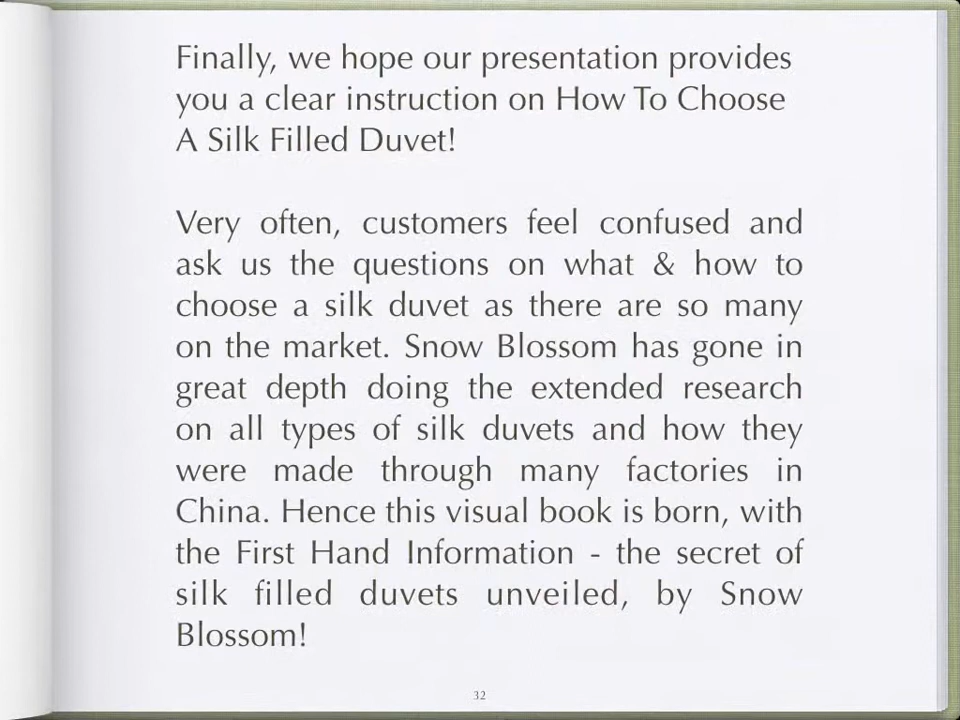 Finally, we hope our presentation provides
you a clear instruction on How To Choose
A Silk Filled Duvet!
Very often, customers feel confused and
ask us the questions on what & how to
choose a silk duvet as there are so many
on the market. Snow Blossom has gone in
great depth doing the extended research
on all types of silk duvets and how they
were made through many factories in
China. Hence this visual book is born, with
the First Hand Information - the secret of
silk filled duvets unveiled, by Snow
Blossom!
32